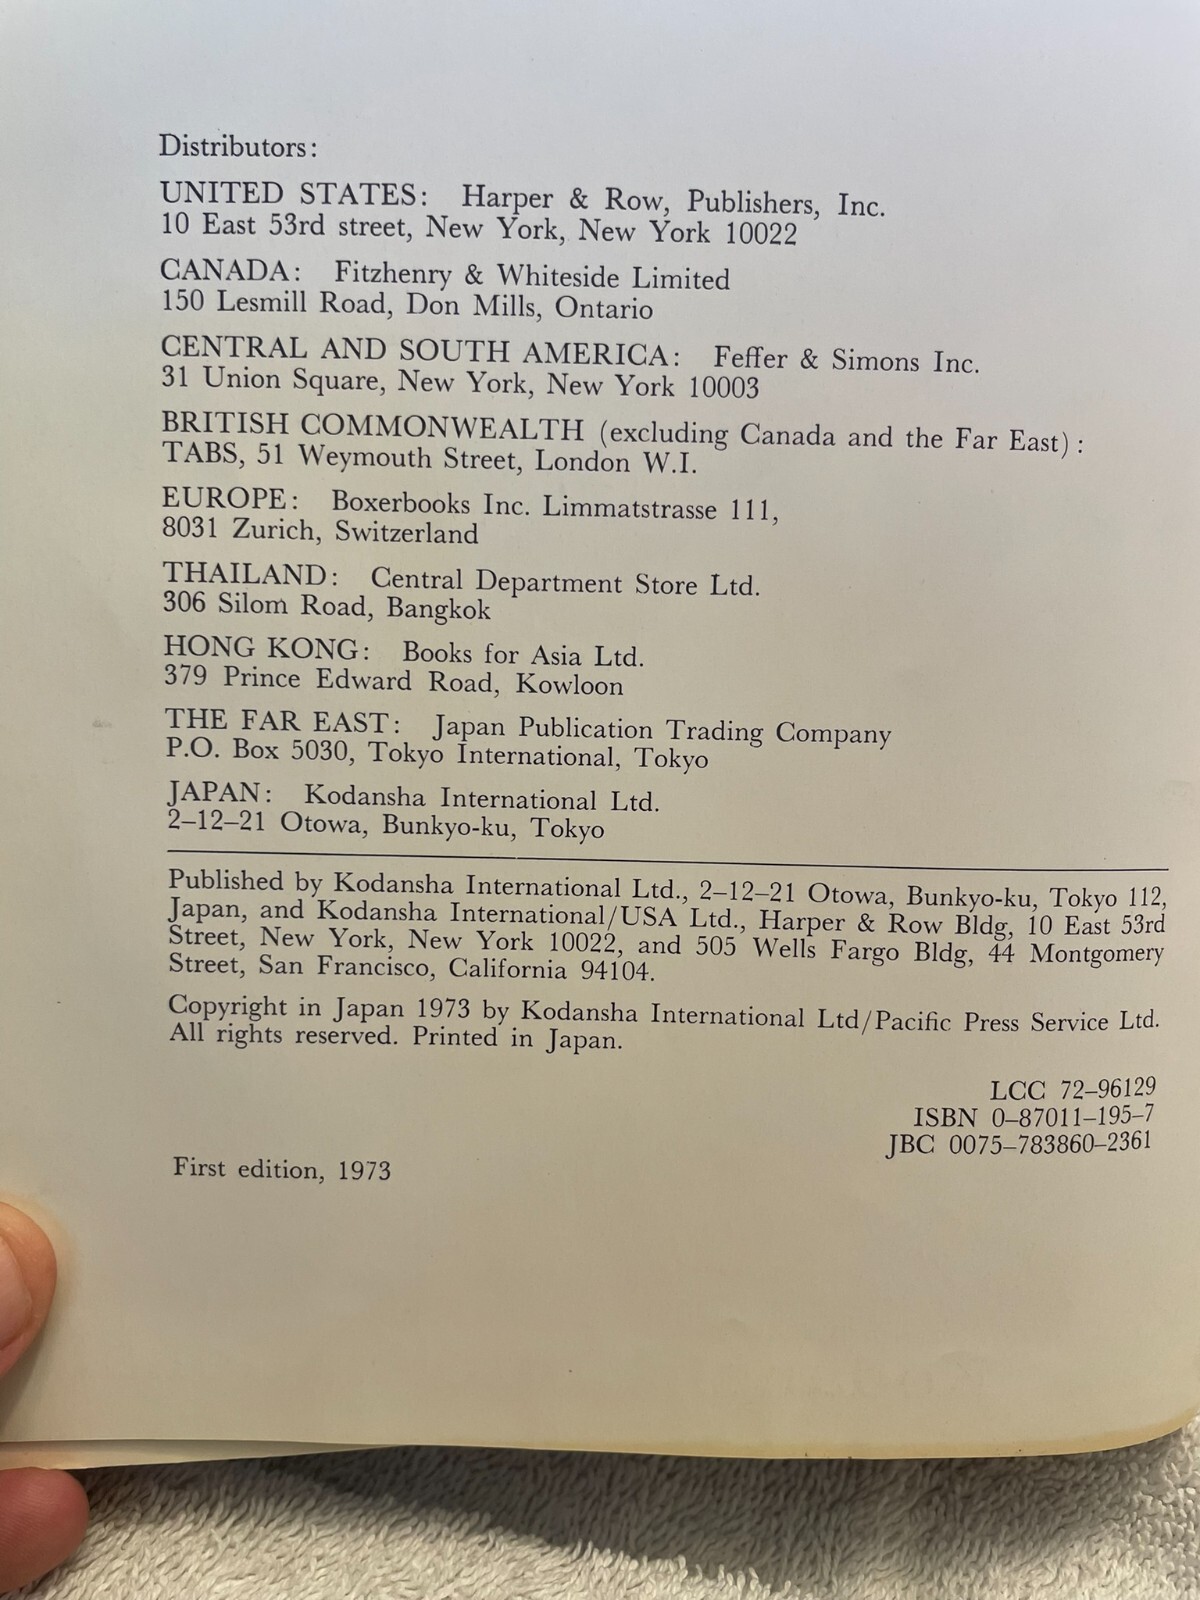 Distributors:
UNITED STATES: Harper & Row, Publishers, Inc.
10 East 53rd street, New York, New York 10022
CANADA: Fitzhenry & Whiteside Limited
150 Lesmill Road, Don Mills, Ontario
CENTRAL AND SOUTH AMERICA: Feffer & Simons Inc.
31 Union Square, New York, New York 10003
BRITISH COMMONWEALTH (excluding Canada and the Far East):
TABS, 51 Weymouth Street, London W.I.
EUROPE: Boxerbooks Inc. Limmatstrasse 111,
8031 Zurich, Switzerland
THAILAND: Central Department Store Ltd.
306 Silom Road, Bangkok
HONG KONG: Books for Asia Ltd.
379 Prince Edward Road, Kowloon
THE FAR EAST: Japan Publication Trading Company
P.O. Box 5030, Tokyo International, Tokyo
JAPAN: Kodansha International Ltd.
2–12–21 Otowa, Bunkyo-ku, Tokyo
Published by Kodansha International Ltd., 2–12–21 Otowa, Bunkyo-ku, Tokyo 112,
Japan, and Kodansha International/USA Ltd., Harper & Row Bldg, 10 East 53rd
Street, New York, New York 10022, and 505 Wells Fargo Bldg, 44 Montgomery
Street, San Francisco, California 94104.
Copyright in Japan 1973 by Kodansha International Ltd/Pacific Press Service Ltd.
All rights reserved. Printed in Japan.
LCC 72–96129
ISBN 0–87011–195–7
JBC 0075–783860–2361
First edition, 1973